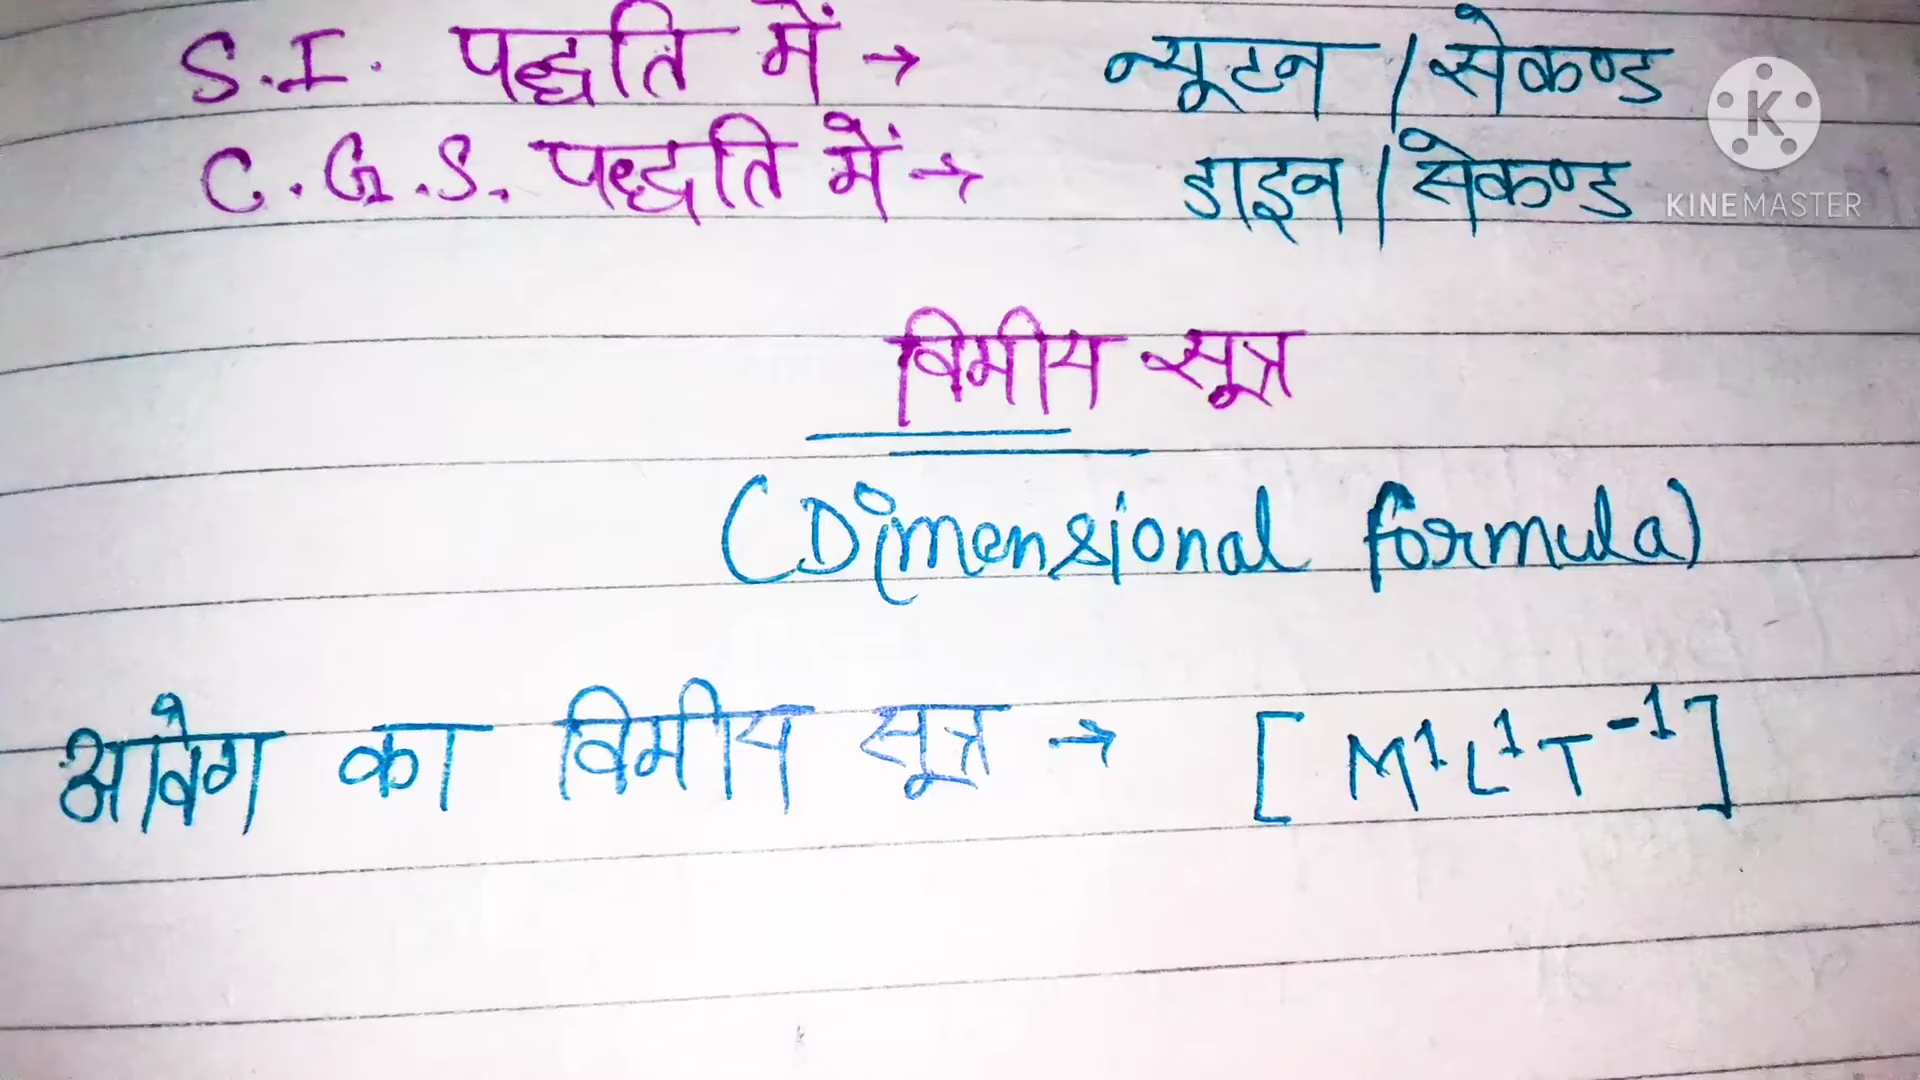 S.I. पद्धति में → न्यूटन / सेकण्ड
C.G.S. पद्धति में → डाइन / सेकण्ड
K
KINEMASTER
विमीय सूत्र
(Dimensional formula)
आवेग का विमीय सूत्र → [M¹L¹T⁻¹]